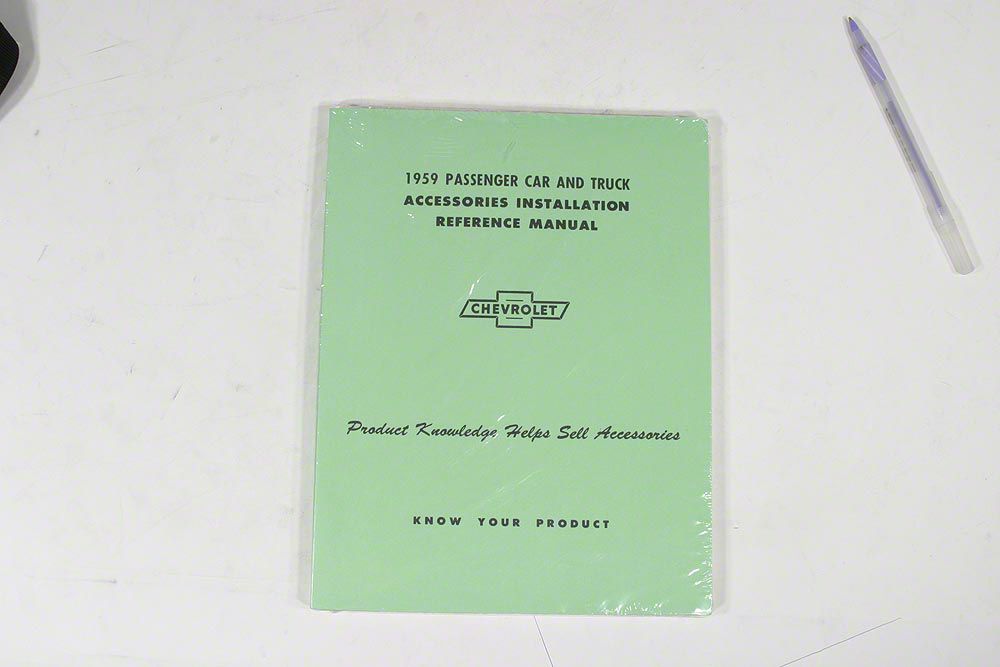 1959 PASSENGER CAR AND TRUCK
ACCESSORIES INSTALLATION
REFERENCE MANUAL
CHEVROLET
Product Knowledge Helps Sell Accessories
KNOW YOUR PRODUCT